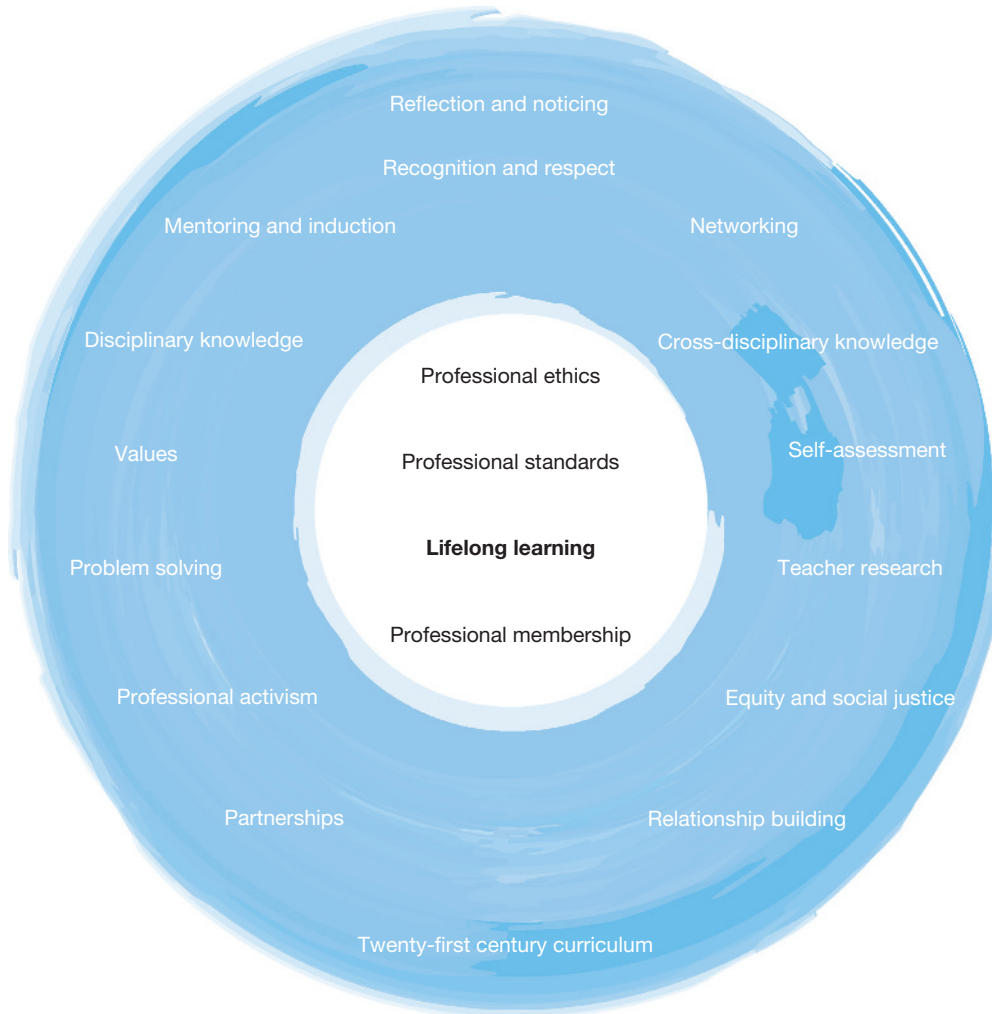 Reflection and noticing
Recognition and respect
Mentoring and induction
Networking
Disciplinary knowledge
Cross-disciplinary knowledge
Professional ethics
Values
Self-assessment
Professional standards
Lifelong learning
Problem solving
Teacher research
Professional membership
Professional activism
Equity and social justice
Partnerships
Relationship building
Twenty-first century curriculum